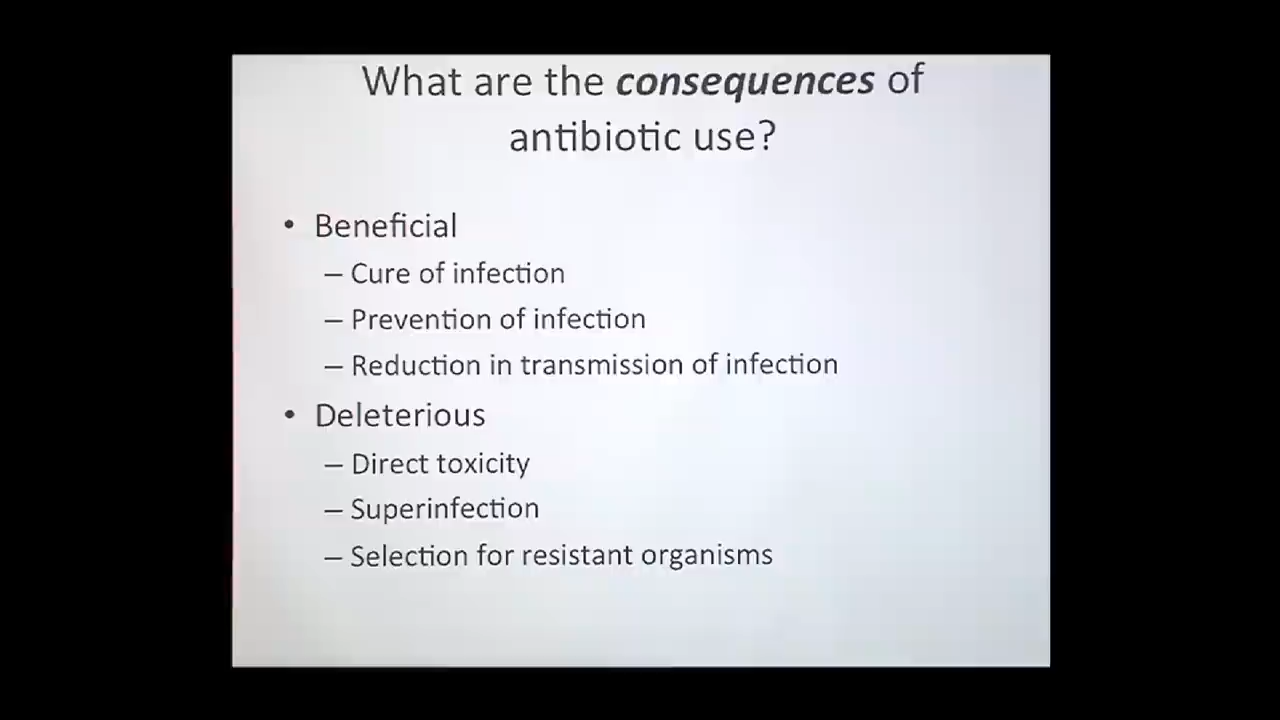 What are the consequences of
antibiotic use?
• Beneficial
– Cure of infection
– Prevention of infection
– Reduction in transmission of infection
• Deleterious
– Direct toxicity
– Superinfection
– Selection for resistant organisms